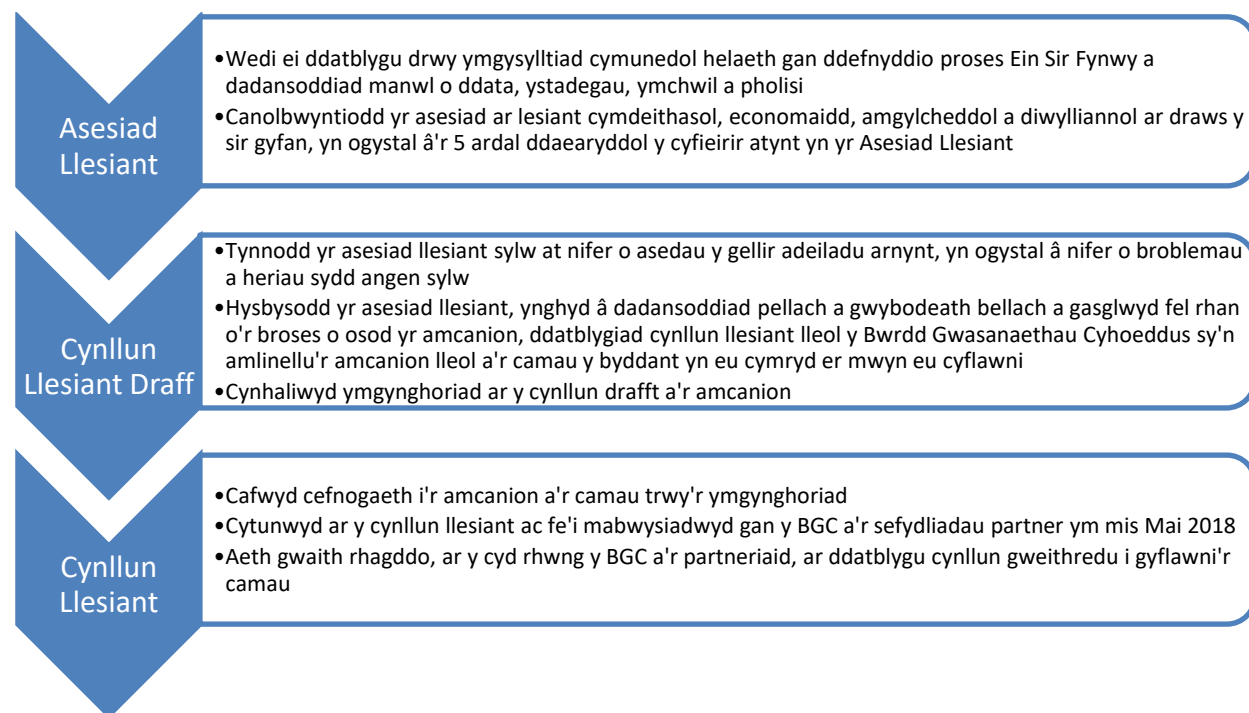 Asesiad
Llesiant
•Wedi ei ddatblygu drwy ymgysylltiad cymunedol helaeth gan ddefnyddio proses Ein Sir Fynwy a
dadansoddiad manwl o ddata, ystadegau, ymchwil a pholisi
•Canolbwyntiodd yr asesiad ar lesiant cymdeithasol, economaidd, amgylcheddol a diwylliannol ar draws y
sir gyfan, yn ogystal â'r 5 ardal ddaearyddol y cyfieirir atynt yn yr Asesiad Llesiant
Cynllun
Llesiant Draff
•Tynnodd yr asesiad llesiant sylw at nifer o asedau y gellir adeiladu arnynt, yn ogystal â nifer o broblemau
a heriau sydd angen sylw
•Hysbysodd yr asesiad llesiant, ynghyd â dadansoddiad pellach a gwybodeath bellach a gasglwyd fel rhan
o'r broses o osod yr amcanion, ddatblygiad cynllun llesiant lleol y Bwrdd Gwasanaethau Cyhoeddus sy'n
amlinellu'r amcanion lleol a'r camau y byddant yn eu cymryd er mwyn eu cyflawni
•Cynhaliwyd ymgynghoriad ar y cynllun drafft a'r amcanion
Cynllun
Llesiant
•Cafwyd cefnogaeth i'r amcanion a'r camau trwy'r ymgynghoriad
•Cytunwyd ar y cynllun llesiant ac fe'i mabwysiadwyd gan y BGC a'r sefydliadau partner ym mis Mai 2018
•Aeth gwaith rhagddo, ar y cyd rhwng y BGC a'r partneriaid, ar ddatblygu cynllun gweithredu i gyflawni'r
camau